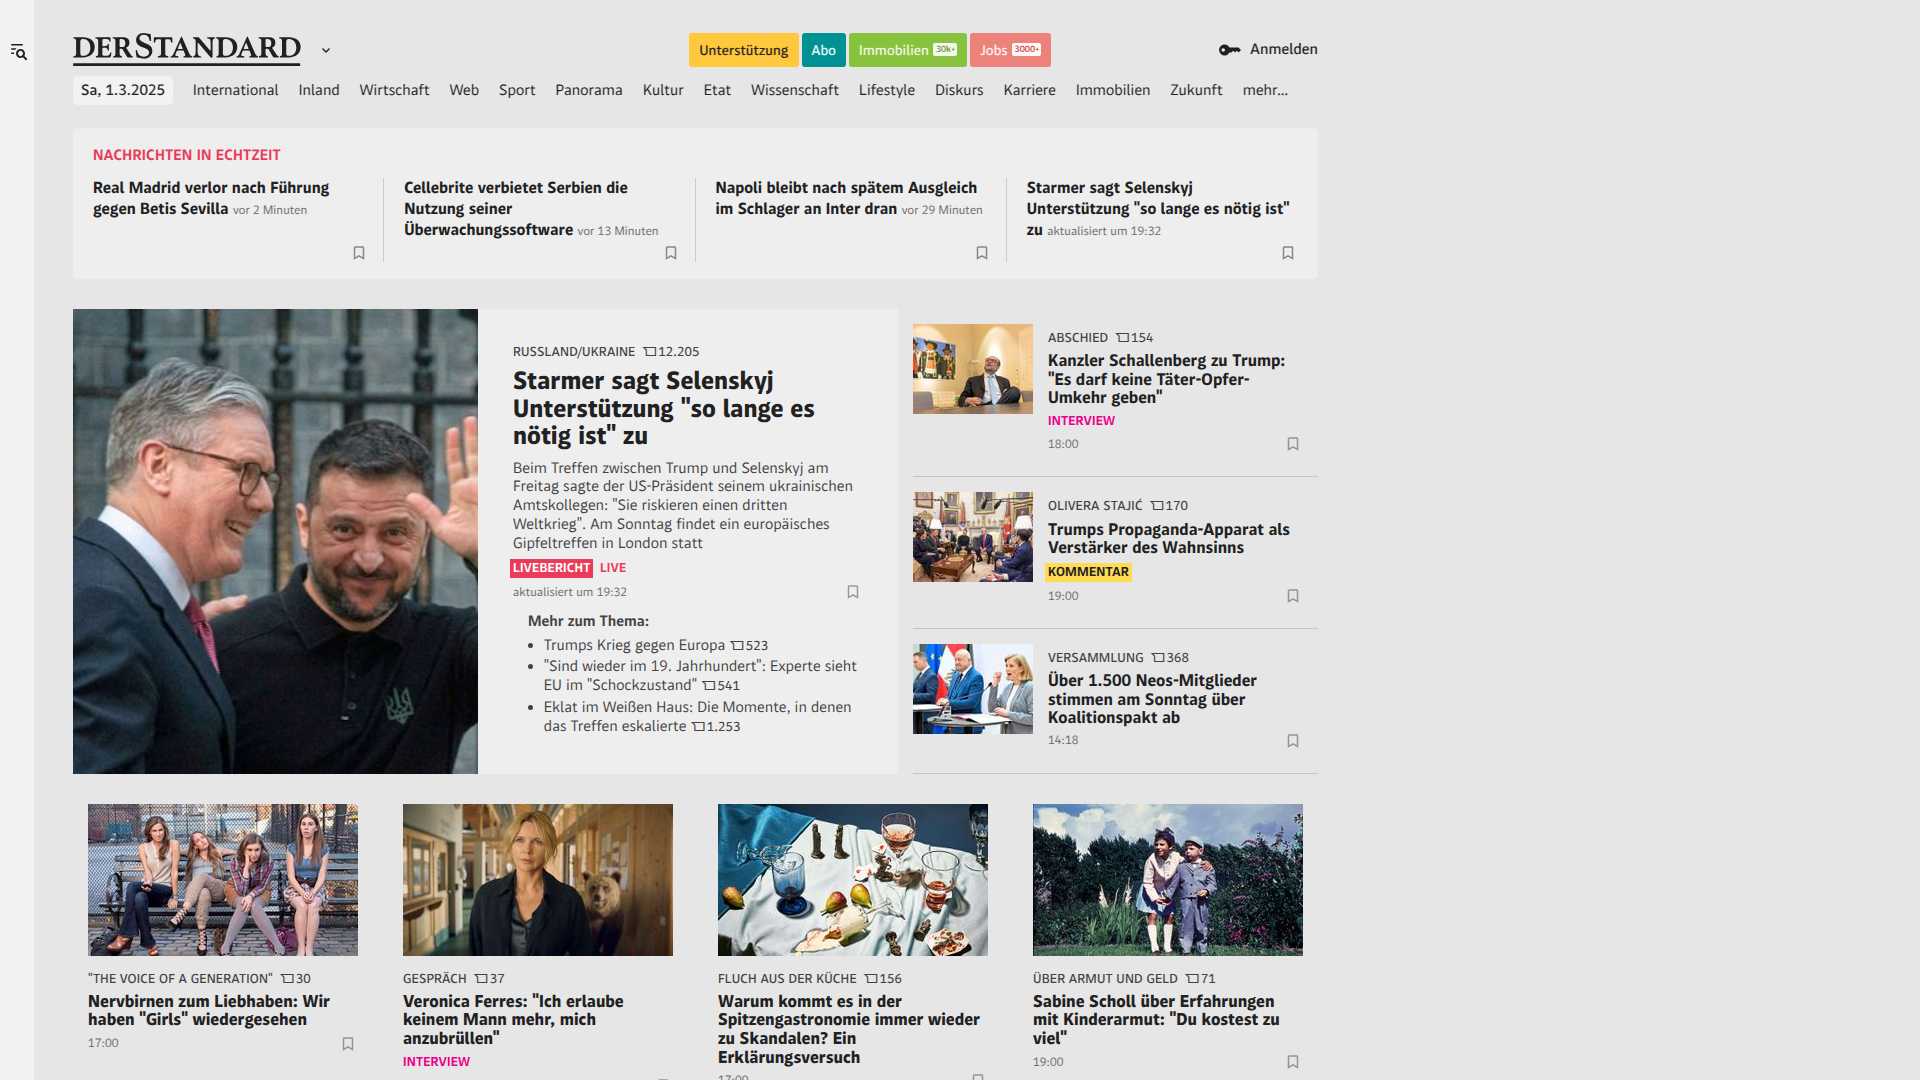 DERSTANDARD
Unterstützung Abo Immobilien 30k+ Jobs 3000+
Anmelden
Sa, 1.3.2025 International Inland Wirtschaft Web Sport Panorama Kultur Etat Wissenschaft Lifestyle Diskurs Karriere Immobilien Zukunft mehr...
NACHRICHTEN IN ECHTZEIT
Real Madrid verlor nach Führung
gegen Betis Sevilla vor 2 Minuten
Cellebrite verbietet Serbien die
Nutzung seiner
Überwachungssoftware vor 13 Minuten
Napoli bleibt nach spätem Ausgleich
im Schlager an Inter dran vor 29 Minuten
Starmer sagt Selenskyj
Unterstützung "so lange es nötig ist"
zu aktualisiert um 19:32
RUSSLAND/UKRAINE 12.205
Starmer sagt Selenskyj
Unterstützung "so lange es
nötig ist" zu
Beim Treffen zwischen Trump und Selenskyj am
Freitag sagte der US-Präsident seinem ukrainischen
Amtskollegen: "Sie riskieren einen dritten
Weltkrieg". Am Sonntag findet ein europäisches
Gipfeltreffen in London statt
LIVEBERICHT LIVE
aktualisiert um 19:32
Mehr zum Thema:
Trumps Krieg gegen Europa 523
"Sind wieder im 19. Jahrhundert": Experte sieht
EU im "Schockzustand" 541
Eklat im Weißen Haus: Die Momente, in denen
das Treffen eskalierte 1.253
ABSCHIED 154
Kanzler Schallenberg zu Trump:
"Es darf keine Täter-Opfer-
Umkehr geben"
INTERVIEW
18:00
OLIVERA STAJIĆ 170
Trumps Propaganda-Apparat als
Verstärker des Wahnsinns
KOMMENTAR
19:00
VERSAMMLUNG 368
Über 1.500 Neos-Mitglieder
stimmen am Sonntag über
Koalitionspakt ab
14:18
"THE VOICE OF A GENERATION" 30
Nervbirnen zum Liebhaben: Wir
haben "Girls" wiedergesehen
17:00
GESPRÄCH 37
Veronica Ferres: "Ich erlaube
keinem Mann mehr, mich
anzubrüllen"
INTERVIEW
FLUCH AUS DER KÜCHE 156
Warum kommt es in der
Spitzengastronomie immer wieder
zu Skandalen? Ein
Erklärungsversuch
17:00
ÜBER ARMUT UND GELD 71
Sabine Scholl über Erfahrungen
mit Kinderarmut: "Du kostest zu
viel"
19:00